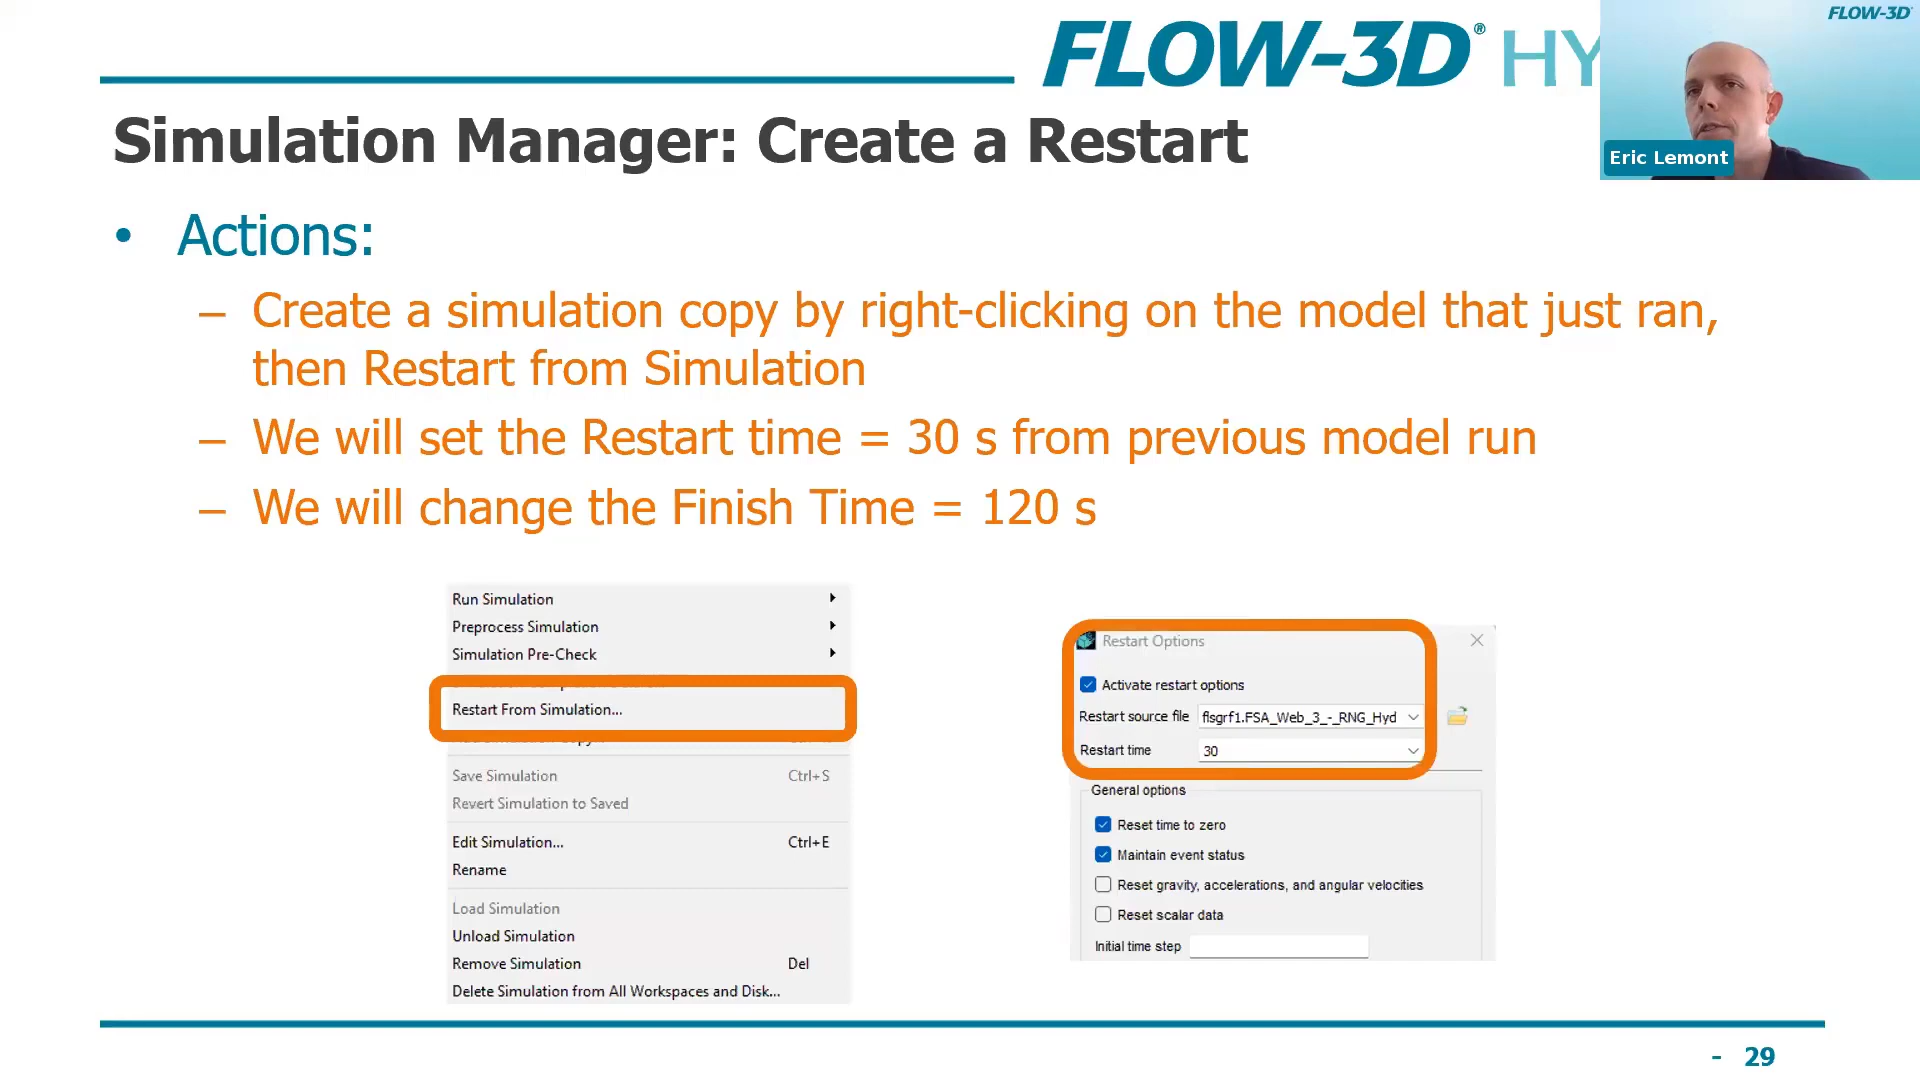 FLOW-3D® HY
FLOW-3D
Eric Lemont
Simulation Manager: Create a Restart
• Actions:
– Create a simulation copy by right-clicking on the model that just ran,
then Restart from Simulation
– We will set the Restart time = 30 s from previous model run
– We will change the Finish Time = 120 s
Run Simulation
Preprocess Simulation
Simulation Pre-Check
Restart From Simulation...
Save Simulation Ctrl+S
Revert Simulation to Saved
Edit Simulation... Ctrl+E
Rename
Load Simulation
Unload Simulation
Remove Simulation Del
Delete Simulation from All Workspaces and Disk...
Restart Options
Activate restart options
Restart source file flsgrf1.FSA_Web_3_-_RNG_Hyd
Restart time 30
General options
Reset time to zero
Maintain event status
Reset gravity, accelerations, and angular velocities
Reset scalar data
Initial time step
- 29